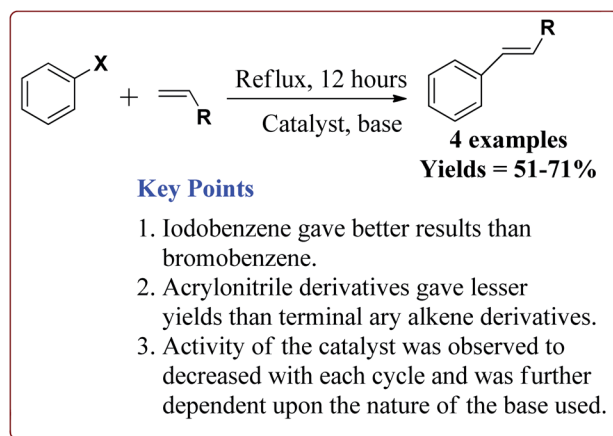 X
+
R
Reflux, 12 hours
Catalyst, base
R
4 examples
Yields = 51-71%
Key Points
1. Iodobenzene gave better results than
bromobenzene.
2. Acrylonitrile derivatives gave lesser
yields than terminal ary alkene derivatives.
3. Activity of the catalyst was observed to
decreased with each cycle and was further
dependent upon the nature of the base used.